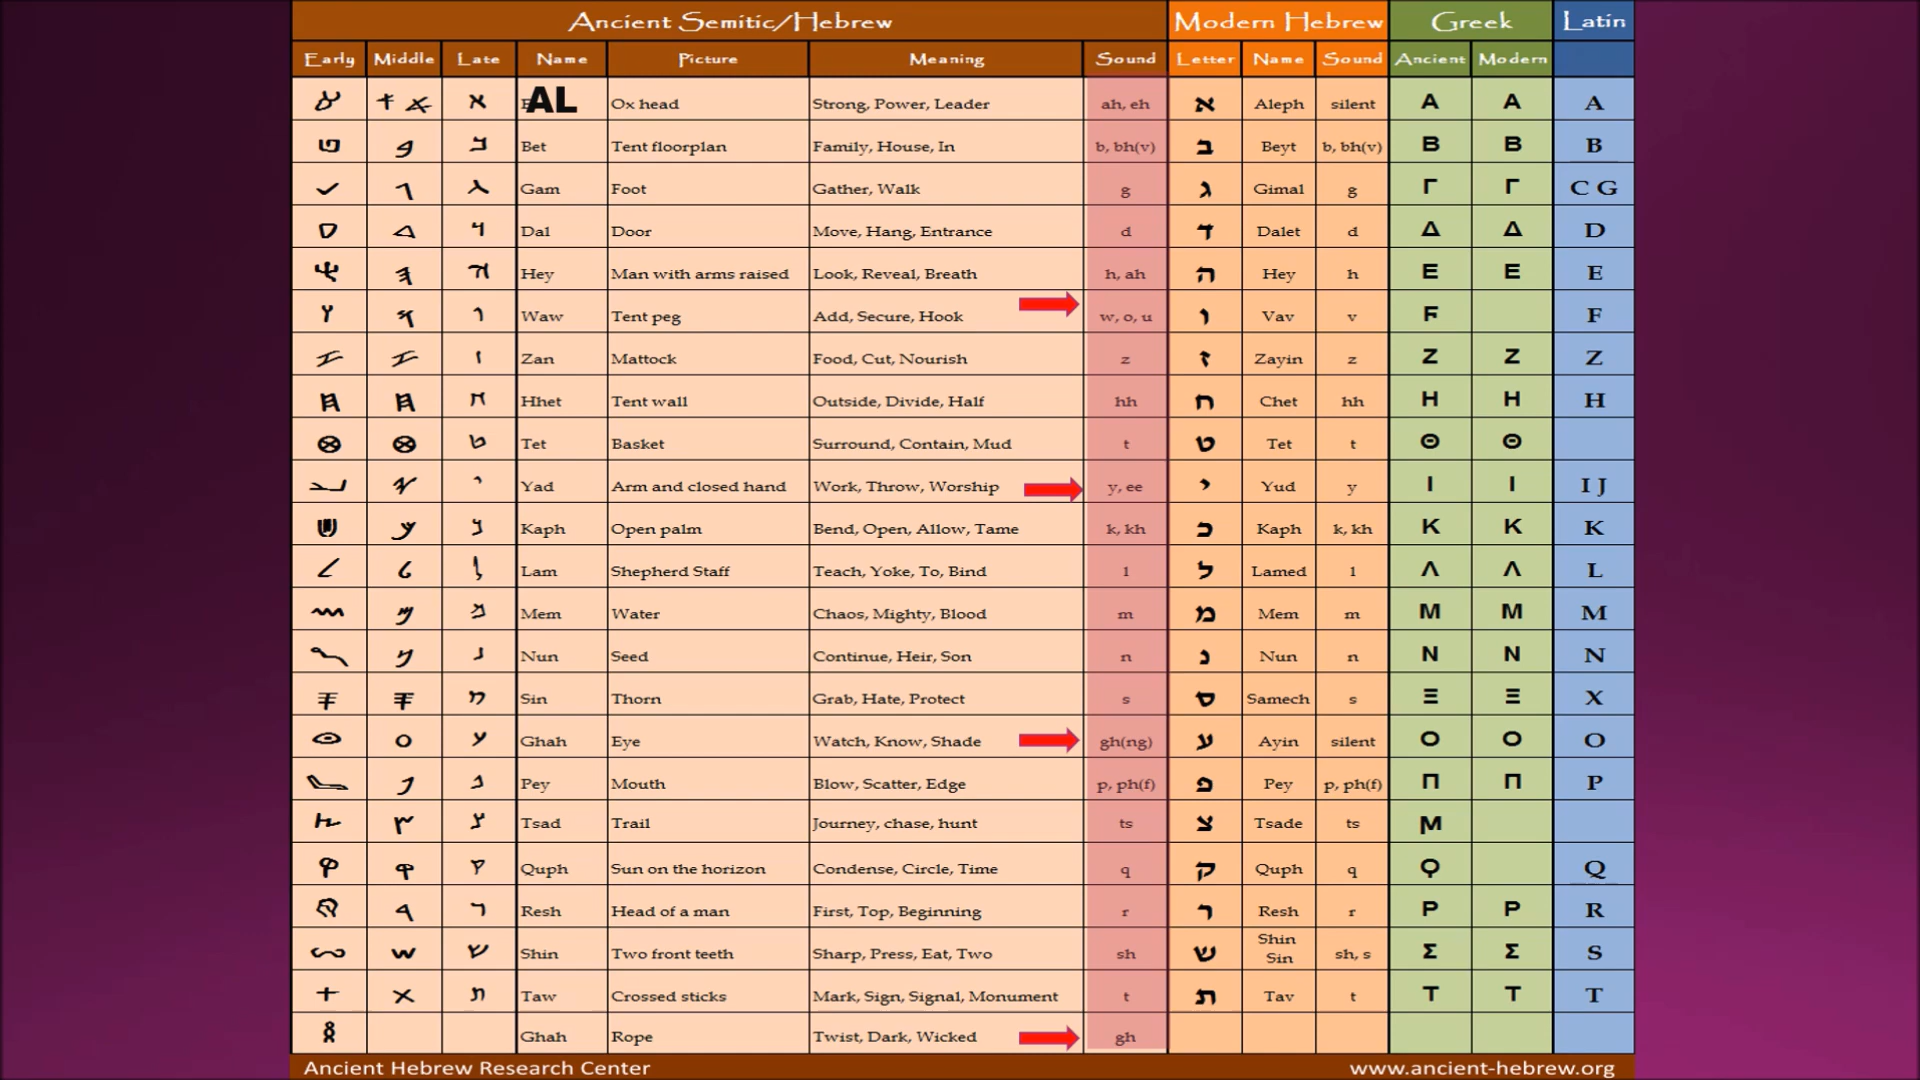 Ancient Semitic/Hebrew Modern Hebrew Greek Latin
Early Middle Late Name Picture Meaning Sound Letter Name Sound Ancient Modern
AL Ox head Strong, Power, Leader ah, eh א Aleph silent Α Α A
Bet Tent floorplan Family, House, In b, bh(v) ב Beyt b, bh(v) Β Β B
Gam Foot Gather, Walk g ג Gimal g Γ Γ C G
Dal Door Move, Hang, Entrance d ד Dalet d Δ Δ D
Hey Man with arms raised Look, Reveal, Breath h, ah ה Hey h Ε Ε E
Waw Tent peg Add, Secure, Hook w, o, u ו Vav v F F
Zan Mattock Food, Cut, Nourish z ז Zayin z Ζ Ζ Z
Hhet Tent wall Outside, Divide, Half hh ח Chet hh Η Η H
Tet Basket Surround, Contain, Mud t ט Tet t Θ Θ
Yad Arm and closed hand Work, Throw, Worship y, ee י Yud y Ι Ι I J
Kaph Open palm Bend, Open, Allow, Tame k, kh כ Kaph k, kh Κ Κ K
Lam Shepherd Staff Teach, Yoke, To, Bind l ל Lamed l Λ Λ L
Mem Water Chaos, Mighty, Blood m מ Mem m Μ Μ M
Nun Seed Continue, Heir, Son n נ Nun n Ν Ν N
Sin Thorn Grab, Hate, Protect s ס Samech s Ξ Ξ X
Ghah Eye Watch, Know, Shade gh(ng) ע Ayin silent Ο Ο O
Pey Mouth Blow, Scatter, Edge p, ph(f) פ Pey p, ph(f) Π Π P
Tsad Trail Journey, chase, hunt ts צ Tsade ts Ϻ
Quph Sun on the horizon Condense, Circle, Time q ק Quph q Ϙ Q
Resh Head of a man First, Top, Beginning r ר Resh r Ρ Ρ R
Shin Two front teeth Sharp, Press, Eat, Two sh ש Shin Sin sh, s Σ Σ S
Taw Crossed sticks Mark, Sign, Signal, Monument t ת Tav t Τ Τ T
Ghah Rope Twist, Dark, Wicked gh
Ancient Hebrew Research Center www.ancient-hebrew.org